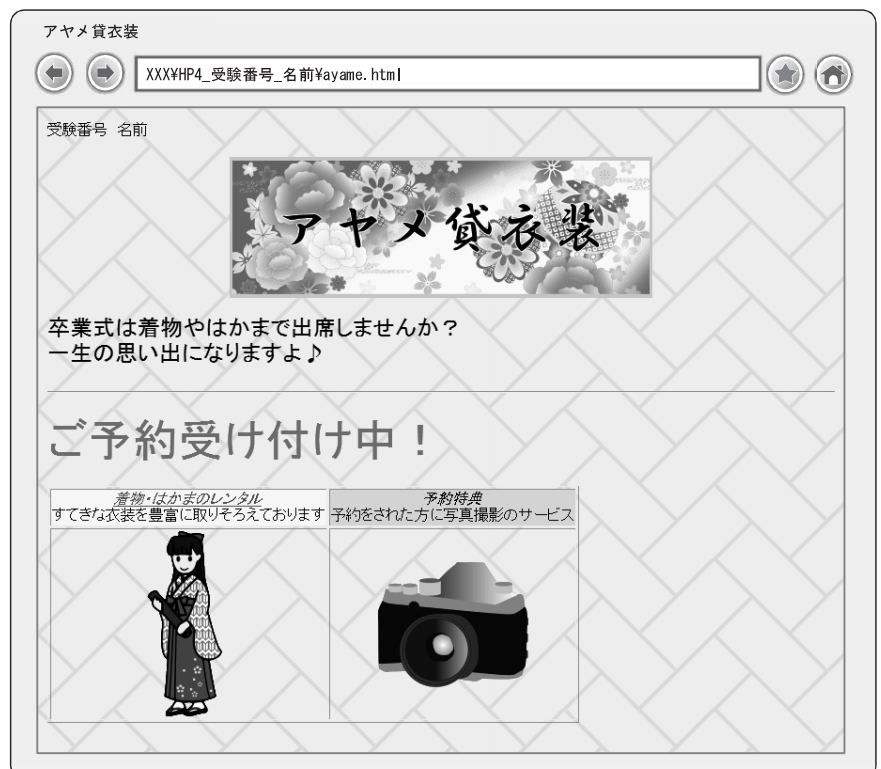 アヤメ貸衣装
XXX¥HP4_受験番号_名前¥ayame.html
受験番号 名前
アヤメ貸衣装
卒業式は着物やはかまで出席しませんか？
一生の思い出になりますよ♪
ご予約受け付け中！
着物・はかまのレンタル
すてきな衣装を豊富に取りそろえております
予約特典
予約をされた方に写真撮影のサービス